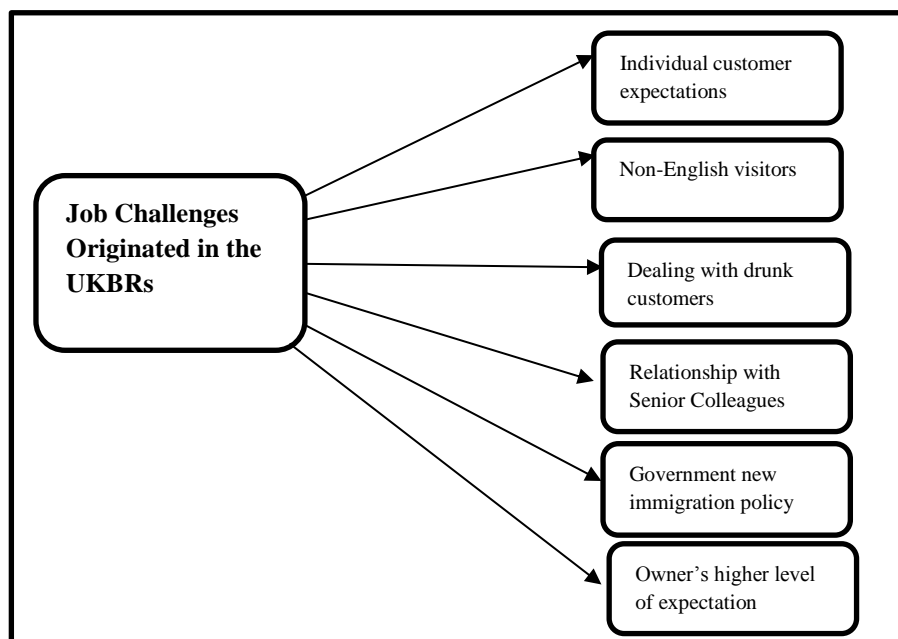 Job Challenges
Originated in the
UKBRs
Individual customer
expectations
Non-English visitors
Dealing with drunk
customers
Relationship with
Senior Colleagues
Government new
immigration policy
Owner’s higher level
of expectation